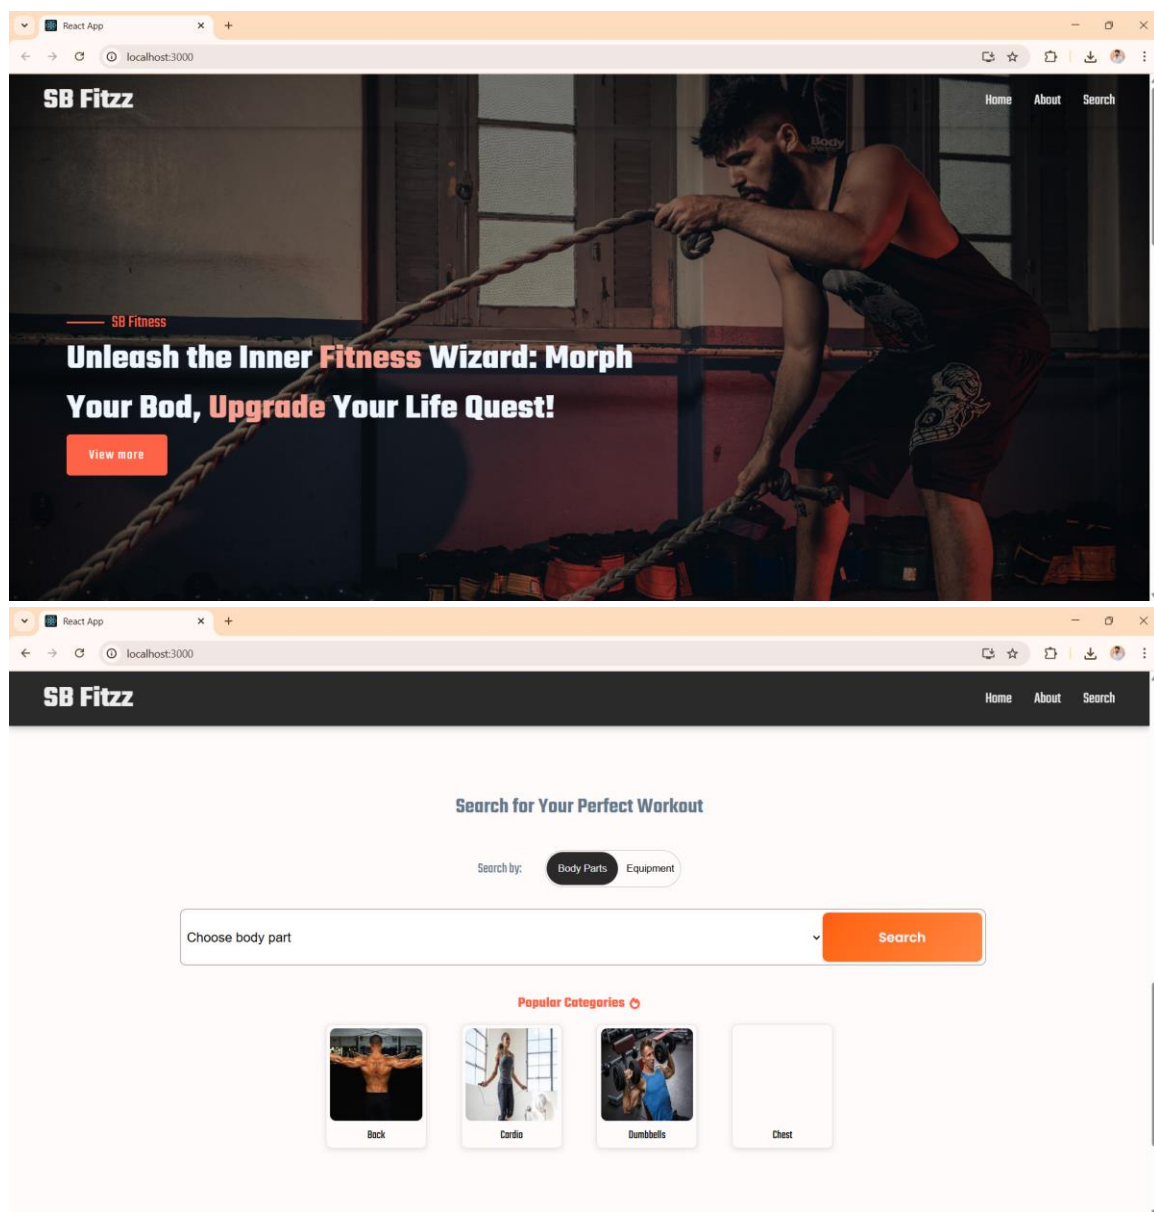 React App
localhost:3000
SB Fitzz
Home About Search
Body
SB Fitness
Unleash the Inner Fitness Wizard: Morph
Your Bod, Upgrade Your Life Quest!
View more
React App
localhost:3000
SB Fitzz
Home About Search
Search for Your Perfect Workout
Search by: Body Parts Equipment
Choose body part Search
Popular Categories
Back Cardio Dumbbells Chest